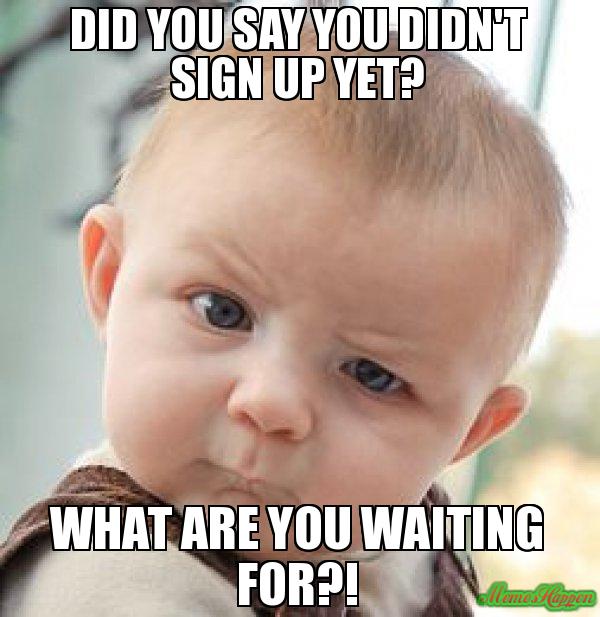 DID YOU SAY YOU DIDN'T
SIGN UP YET?
WHAT ARE YOU WAITING
FOR?!
MemesHappen